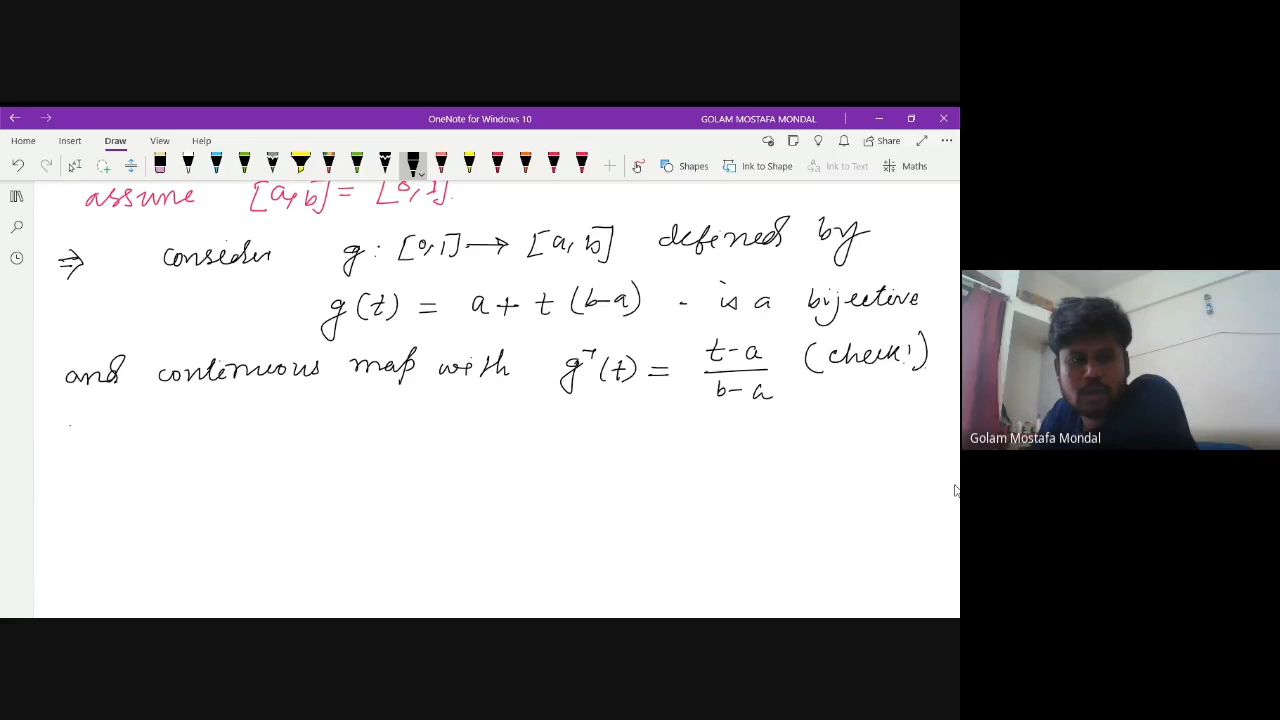 OneNote for Windows 10
GOLAM MOSTAFA MONDAL
Home Insert Draw View Help
Share
Shapes Ink to Shape Ink to Text Maths
assume [a,b] = [0,1].
⇒ consider g : [0,1] → [a,b] defined by
g(t) = a + t (b-a) . is a bijective
and continuous map with g⁻¹(t) = (t-a)/(b-a) (check!).
Golam Mostafa Mondal